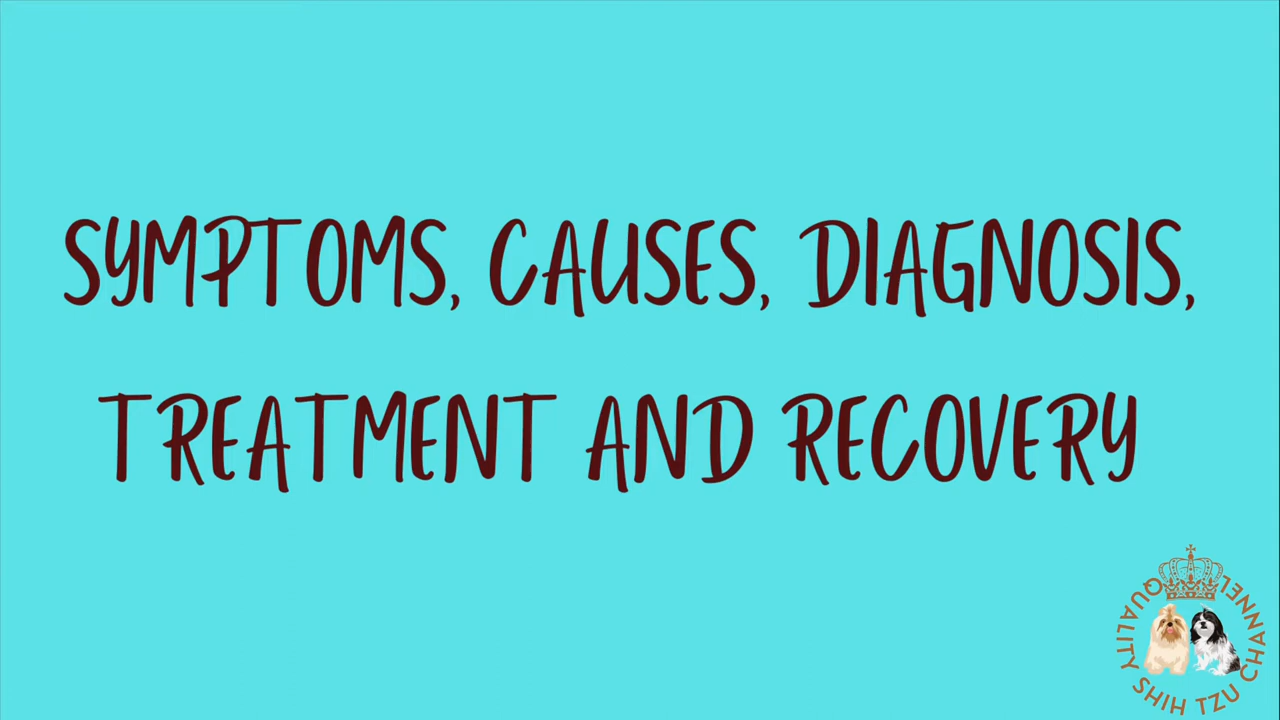 SYMPTOMS, CAUSES, DIAGNOSIS,
TREATMENT AND RECOVERY
QUALITY SHIH TZU CHANNEL